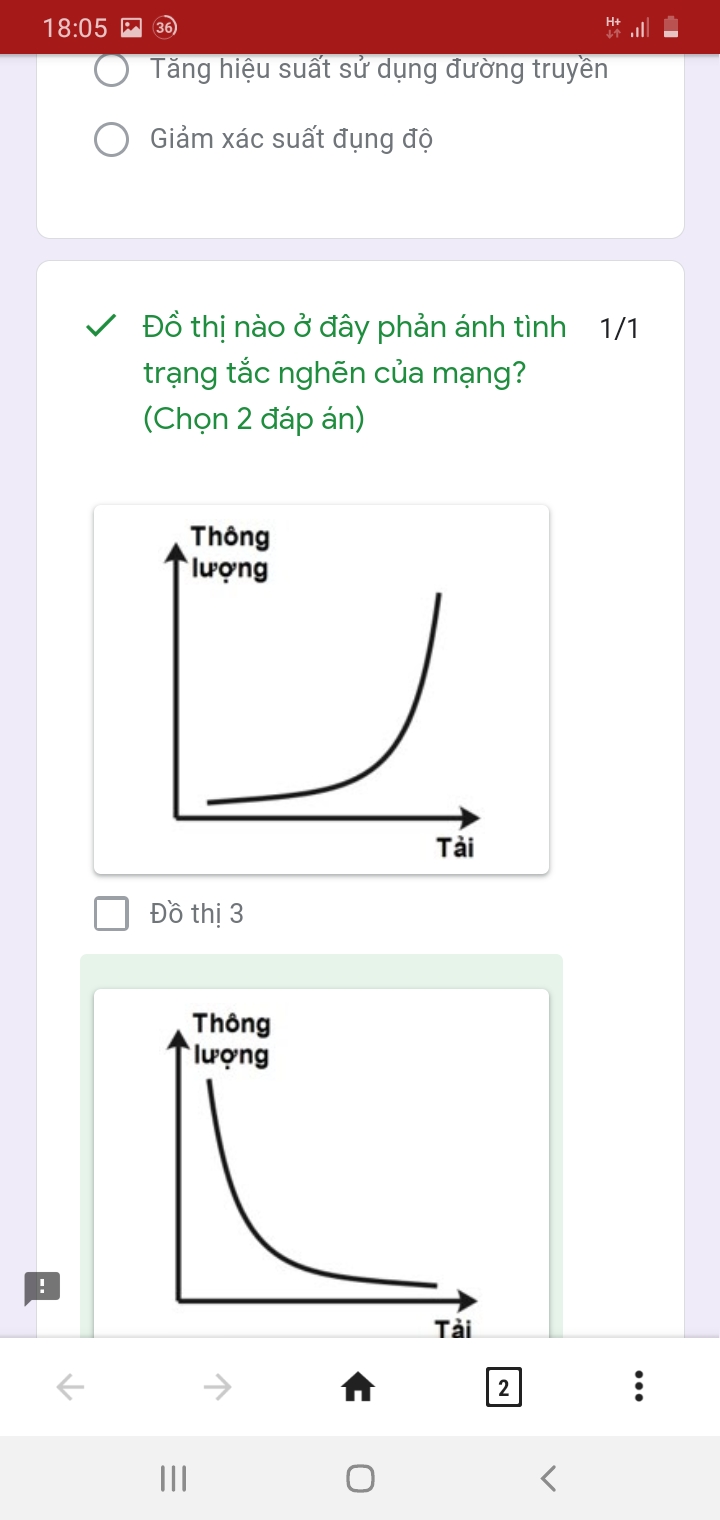 18:05
36
H+
Tăng hiệu suất sử dụng đường truyền
Giảm xác suất đụng độ
Đồ thị nào ở đây phản ánh tình
1/1
trạng tắc nghẽn của mạng?
(Chọn 2 đáp án)
Thông
lượng
Tải
Đồ thị 3
Thông
lượng
Tải
!
2